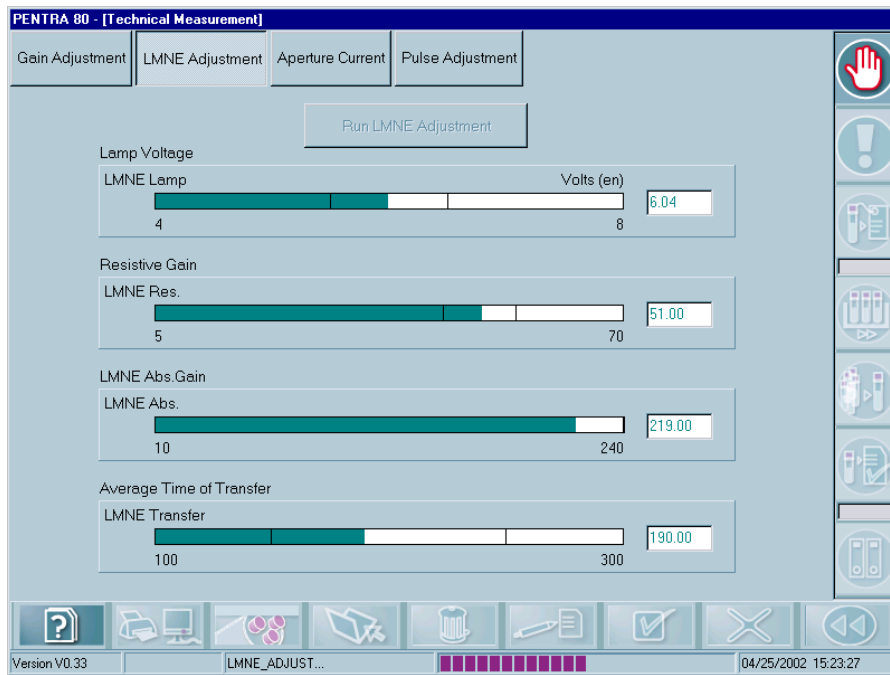 PENTRA 80 - [Technical Measurement]
Gain Adjustment LMNE Adjustment Aperture Current Pulse Adjustment
Run LMNE Adjustment
Lamp Voltage
LMNE Lamp Volts (en)
6.04
4 8
Resistive Gain
LMNE Res.
51.00
5 70
LMNE Abs.Gain
LMNE Abs.
219.00
10 240
Average Time of Transfer
LMNE Transfer
190.00
100 300
Version V0.33 LMNE_ADJUST... 04/25/2002 15:23:27